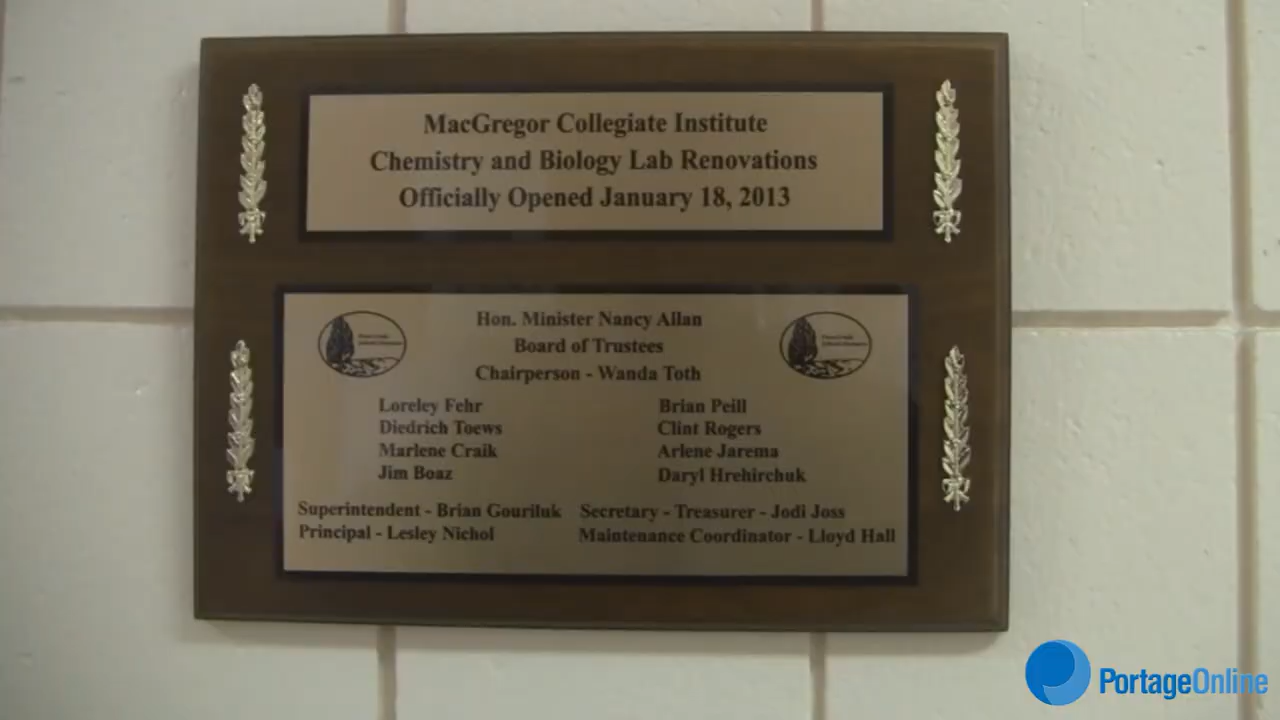 MacGregor Collegiate Institute
Chemistry and Biology Lab Renovations
Officially Opened January 18, 2013
Hon. Minister Nancy Allan
Board of Trustees
Chairperson - Wanda Toth
Loreley Fehr Brian Peill
Diedrich Toews Clint Rogers
Marlene Craik Arlene Jarema
Jim Boaz Daryl Hrehirchuk
Superintendent - Brian Gouriluk Secretary - Treasurer - Jodi Joss
Principal - Lesley Nichol Maintenance Coordinator - Lloyd Hall
PortageOnline